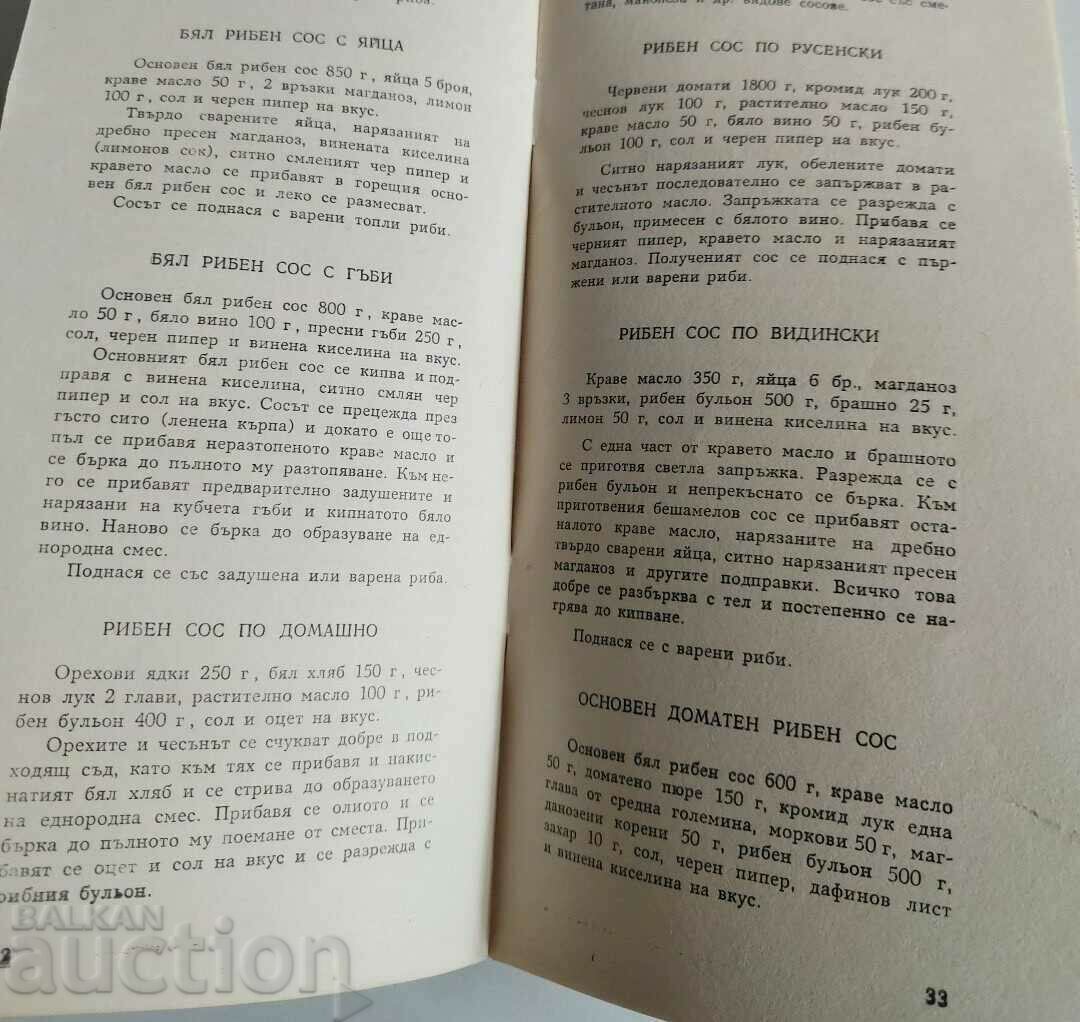 риба.
БЯЛ РИБЕН СОС С ЯЙЦА
Основен бял рибен сос 850 г, яйца 5 броя,
краве масло 50 г, 2 връзки магданоз, лимон
100 г, сол и черен пипер на вкус.
Твърдо сварените яйца, нарязаният на
дребно пресен магданоз, винената киселина
(лимонов сок), ситно смленият чер пипер и
кравето масло се прибавят в горещия осно-
вен бял рибен сос и леко се размесват.
Сосът се поднася с варени топли риби.
БЯЛ РИБЕН СОС С ГЪБИ
Основен бял рибен сос 800 г, краве мас-
ло 50 г, бяло вино 100 г, пресни гъби 250 г,
сол, черен пипер и винена киселина на вкус.
Основният бял рибен сос се кипва и под-
правя с винена киселина, ситно смлян чер
пипер и сол на вкус. Сосът се прецежда през
гъсто сито (ленена кърпа) и докато е още то-
пъл се прибавя неразтопеното краве масло и
се бърка до пълното му разтопяване. Към не-
го се прибавят предварително задушените и
нарязани на кубчета гъби и кипнатото бяло
вино. Наново се бърка до образуване на ед-
нородна смес.
Поднася се със задушена или варена риба.
РИБЕН СОС ПО ДОМАШНО
Орехови ядки 250 г, бял хляб 150 г, чес-
нов лук 2 глави, растително масло 100 г, ри-
бен бульон 400 г, сол и оцет на вкус.
Орехите и чесънът се счукват добре в под-
ходящ съд, като към тях се прибавя и накис-
натият бял хляб и се стрива до образуването
на еднородна смес. Прибавя се олиото и се
бърка до пълното му поемане от сместа. При-
бавят се оцет и сол на вкус и се разрежда с
рибния бульон.
2
тана, майонеза и др. видове сосове.
РИБЕН СОС ПО РУСЕНСКИ
Червени домати 1800 г, кромид лук 200 г,
чеснов лук 100 г, растително масло 150 г,
краве масло 50 г, бяло вино 50 г, рибен бу-
льон 100 г, сол и черен пипер на вкус.
Ситно нарязаният лук, обелените домати
и чесънът последователно се запържват в ра-
стителното масло. Запръжката се разрежда с
бульон, примесен с бялото вино. Прибавя се
черният пипер, кравето масло и нарязаният
магданоз. Полученият сос се поднася с пър-
жени или варени риби.
РИБЕН СОС ПО ВИДИНСКИ
Краве масло 350 г, яйца 6 бр., магданоз
3 връзки, рибен бульон 500 г, брашно 25 г,
лимон 50 г, сол и винена киселина на вкус.
С една част от кравето масло и брашното
се приготвя светла запръжка. Разрежда се с
рибен бульон и непрекъснато се бърка. Към
приготвения бешамелов сос се прибавят оста-
налото краве масло, нарязаните на дребно
твърдо сварени яйца, ситно нарязаният пресен
магданоз и другите подправки. Всичко това
добре се разбърква с тел и постепенно се на-
грява до кипване.
Поднася се с варени риби.
ОСНОВЕН ДОМАТЕН РИБЕН СОС
Основен бял рибен сос 600 г, краве масло
50 г, доматено пюре 150 г, кромид лук една
глава от средна големина, моркови 50 г, маг-
данозени корени 50 г, рибен бульон 500 г,
захар 10 г, сол, черен пипер, дафинов лист
и винена киселина на вкус.
33
BALKAN
auction